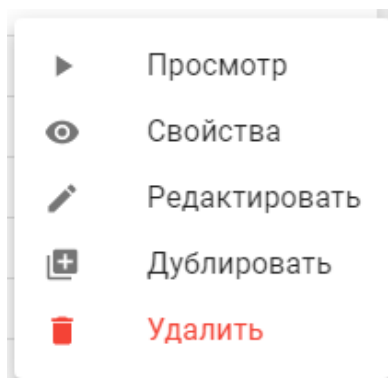 Просмотр
Свойства
Редактировать
Дублировать
Удалить